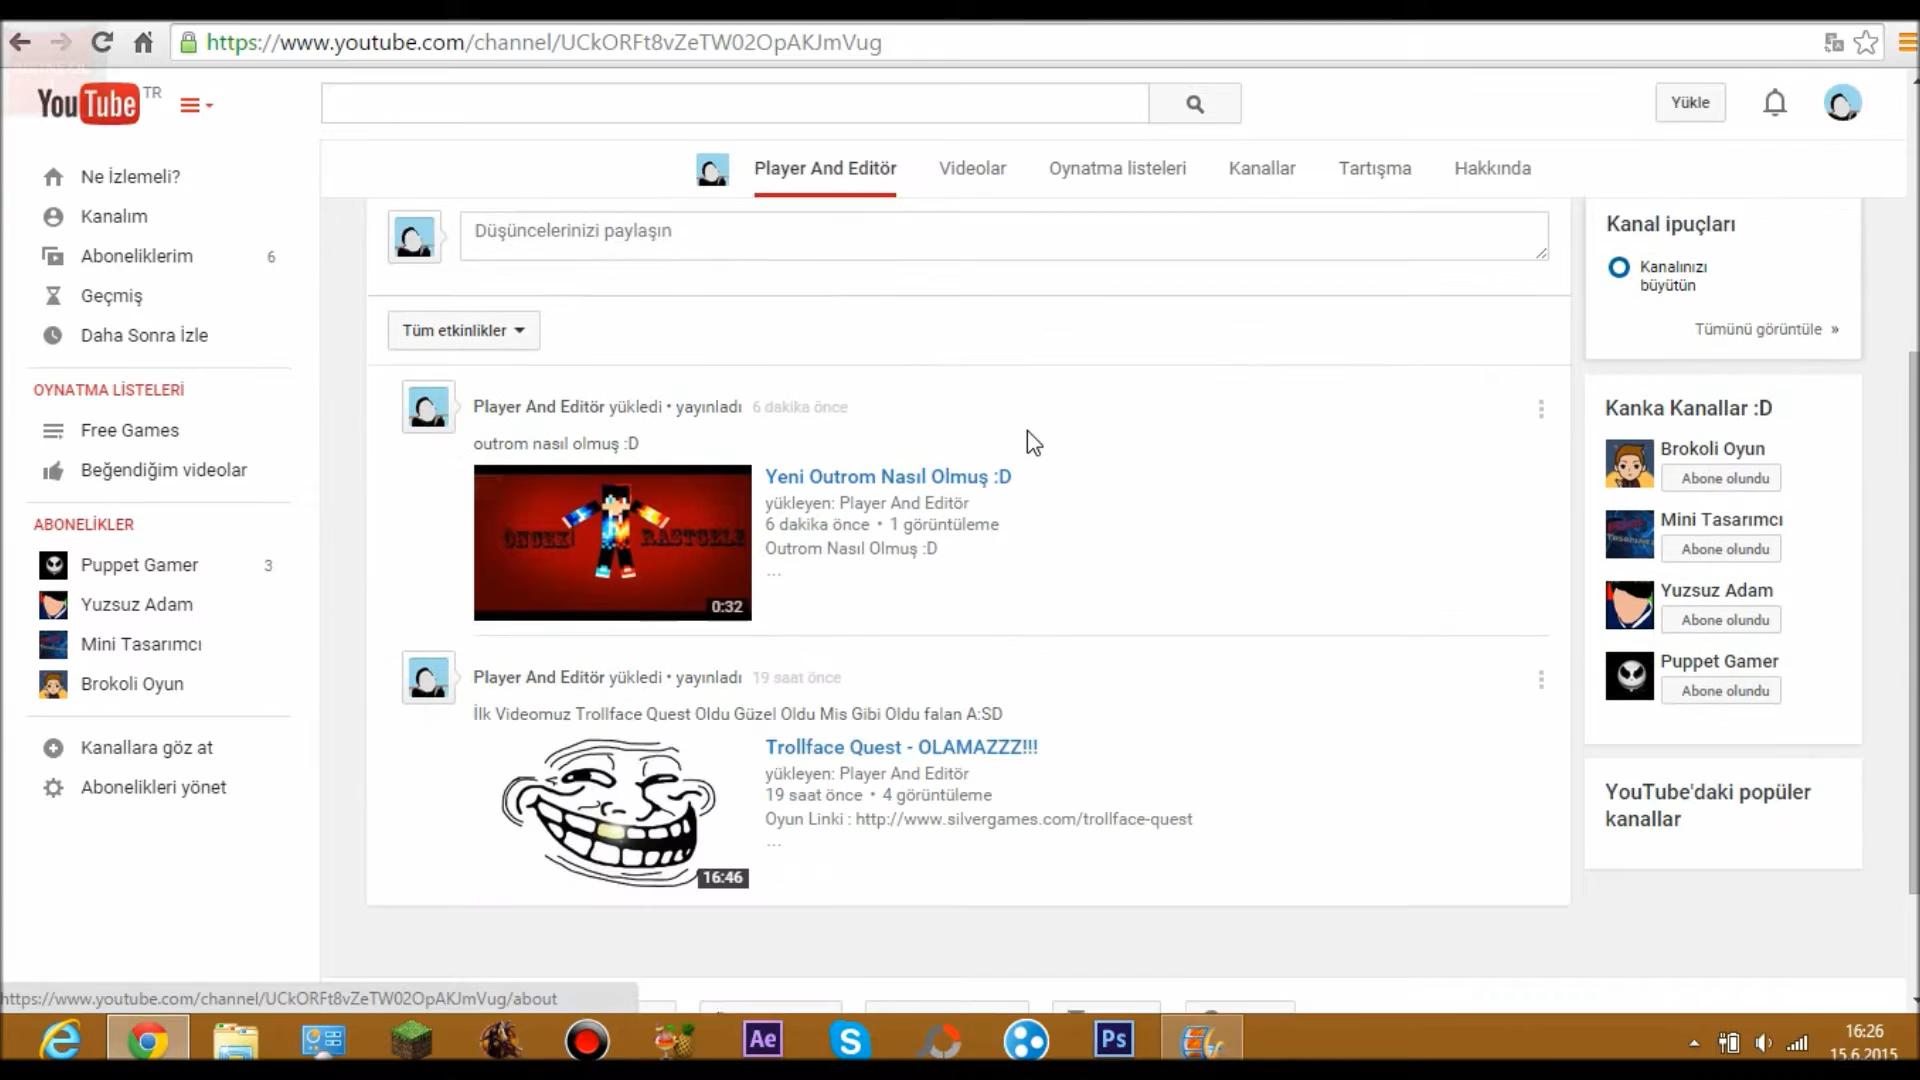 https://www.youtube.com/channel/UCkORFt8vZeTW02OpAKJmVug
YouTube TR
Yükle
Player And Editör Videolar Oynatma listeleri Kanallar Tartışma Hakkında
Ne İzlemeli?
Kanalım
Aboneliklerim 6
Geçmiş
Daha Sonra İzle
OYNATMA LİSTELERİ
Free Games
Beğendiğim videolar
ABONELİKLER
Puppet Gamer 3
Yuzsuz Adam
Mini Tasarımcı
Brokoli Oyun
Kanallara göz at
Abonelikleri yönet
Düşüncelerinizi paylaşın
Tüm etkinlikler
Player And Editör yükledi • yayınladı 6 dakika önce
outrom nasıl olmuş :D
ÖNCEKİ RASTGELE
0:32
Yeni Outrom Nasıl Olmuş :D
yükleyen: Player And Editör
6 dakika önce • 1 görüntüleme
Outrom Nasıl Olmuş :D
...
Player And Editör yükledi • yayınladı 19 saat önce
İlk Videomuz Trollface Quest Oldu Güzel Oldu Mis Gibi Oldu falan A:SD
16:46
Trollface Quest - OLAMAZZZ!!!
yükleyen: Player And Editör
19 saat önce • 4 görüntüleme
Oyun Linki : http://www.silvergames.com/trollface-quest
...
Kanal ipuçları
Kanalınızı
büyütün
Tümünü görüntüle »
Kanka Kanallar :D
Brokoli Oyun
Abone olundu
Mini Tasarımcı
Abone olundu
Yuzsuz Adam
Abone olundu
Puppet Gamer
Abone olundu
YouTube'daki popüler
kanallar
https://www.youtube.com/channel/UCkORFt8vZeTW02OpAKJmVug/about
Ae
Ps
16:26
15.6.2015